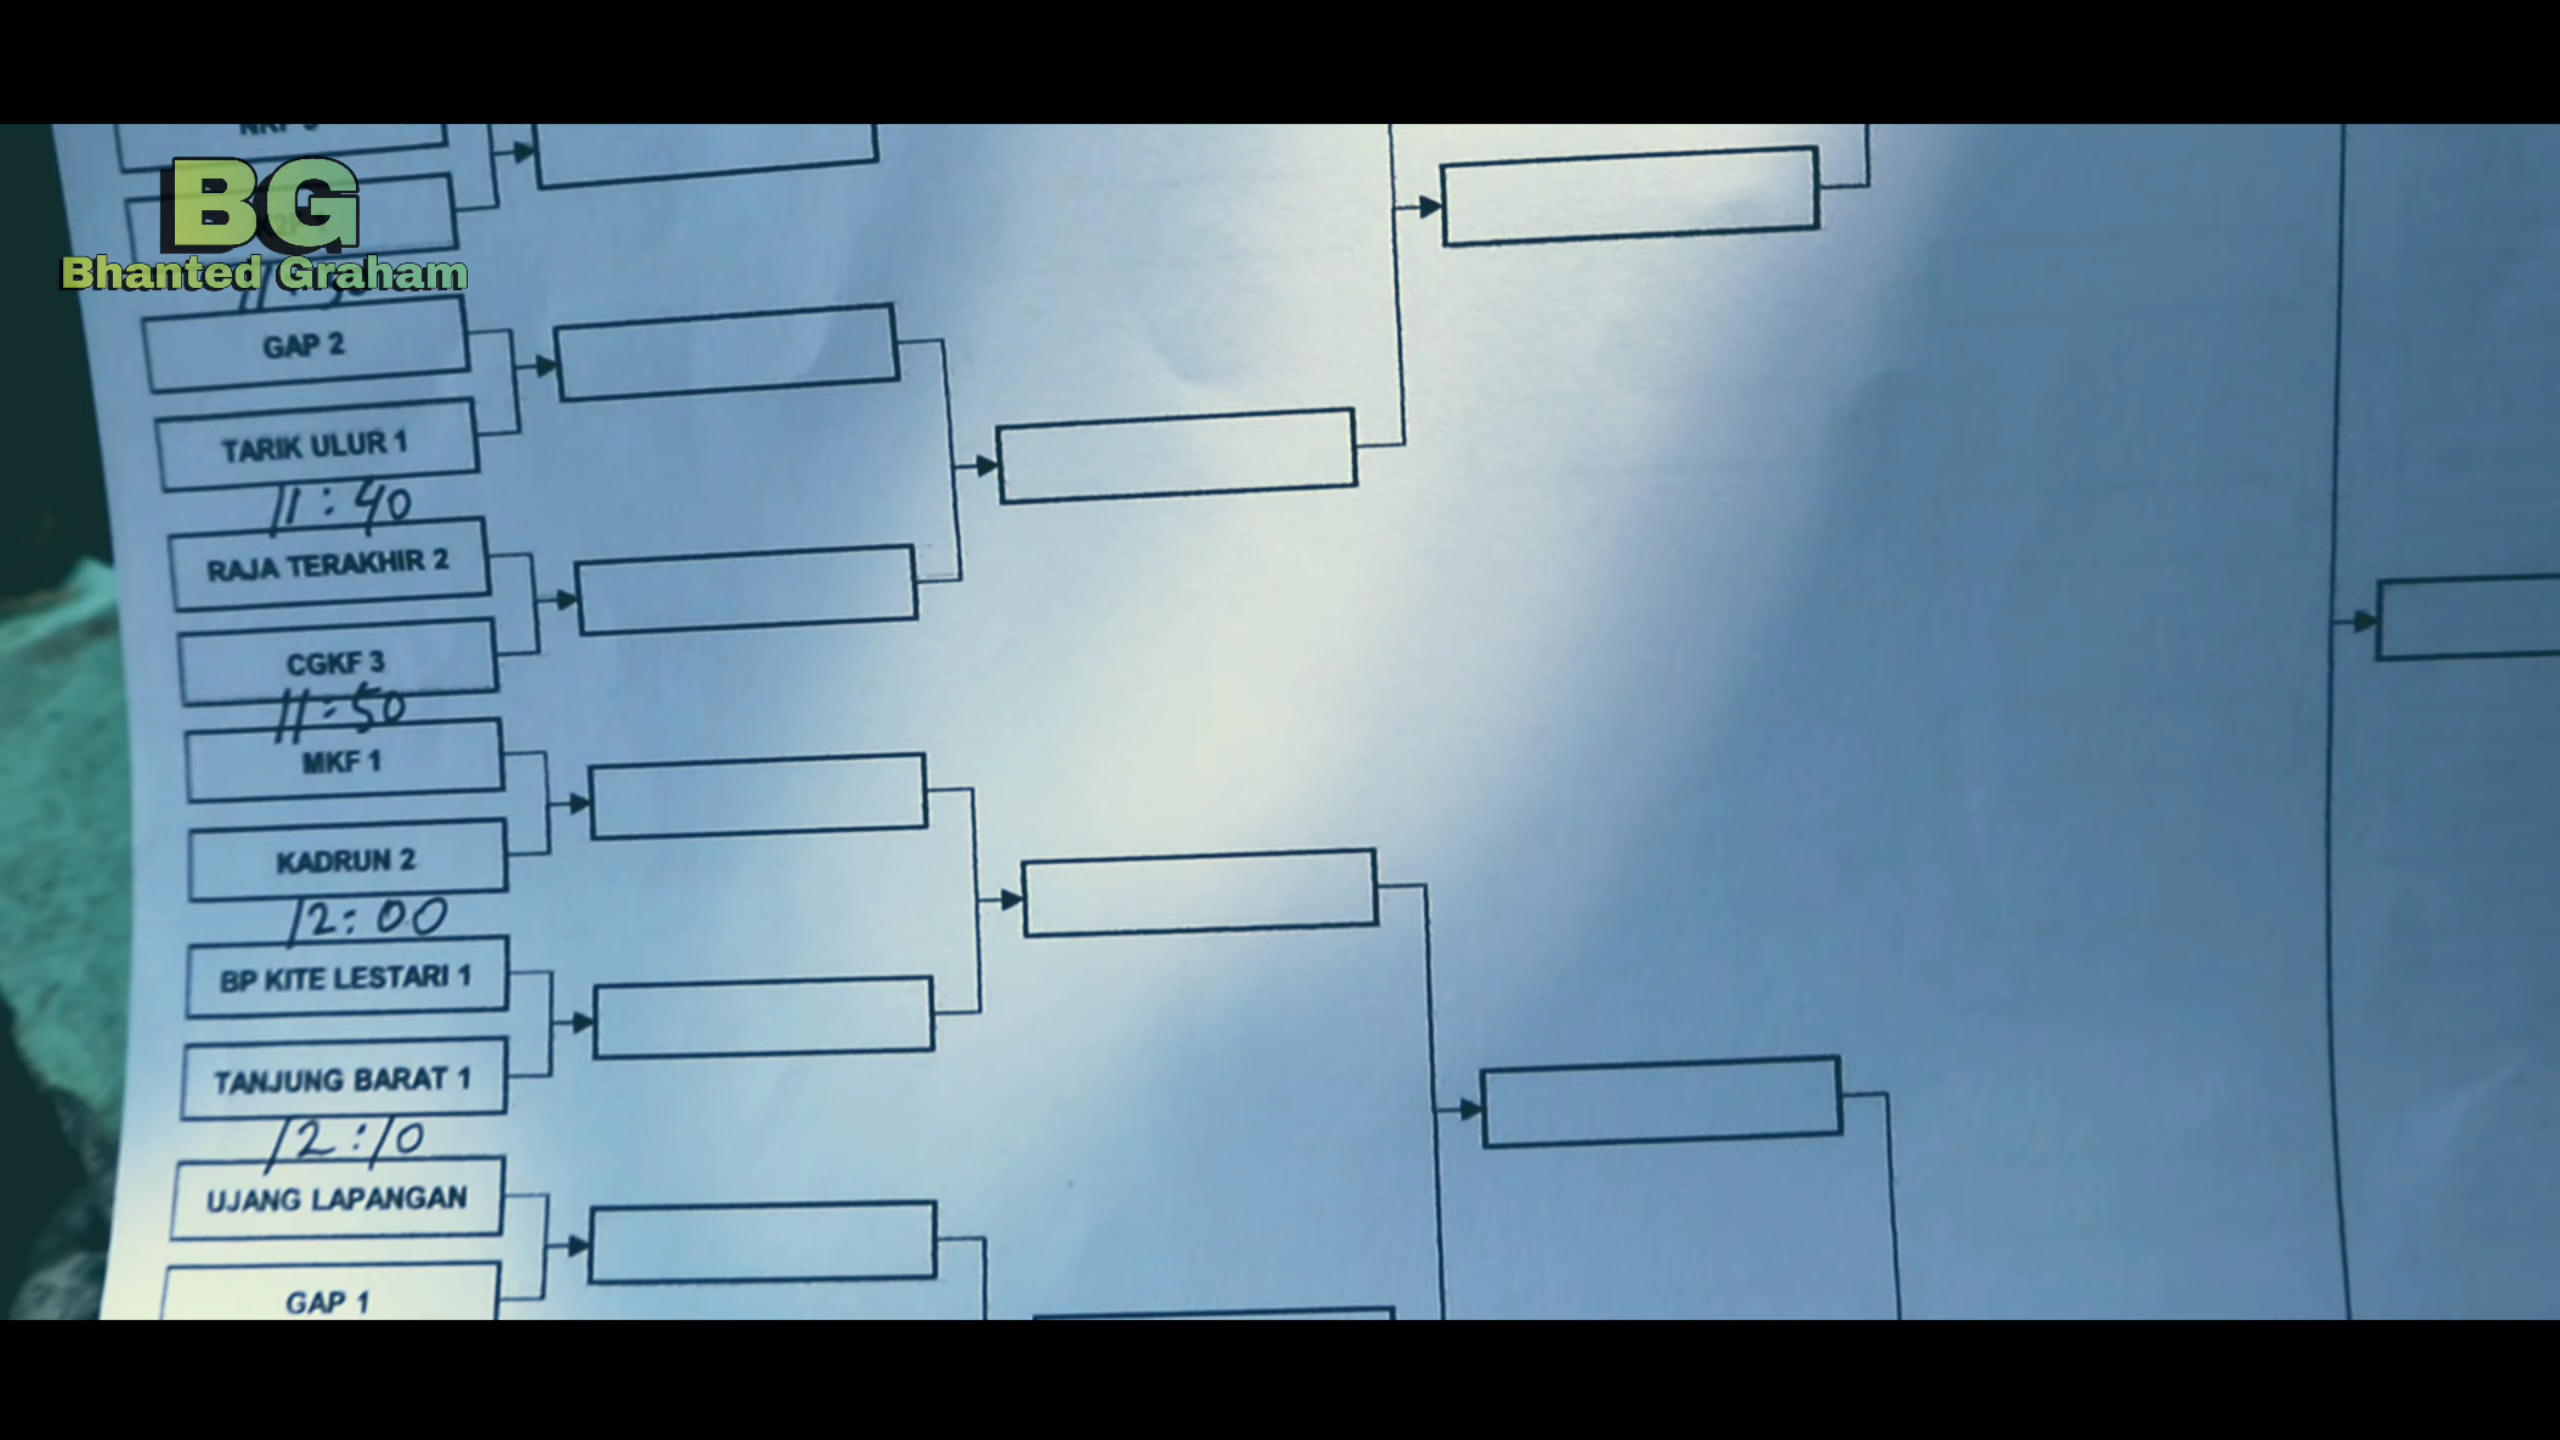 BG
Bhanted Graham
GAP 2
TARIK ULUR 1
11:40
RAJA TERAKHIR 2
CGKF 3
11:50
MKF 1
KADRUN 2
12:00
BP KITE LESTARI 1
TANJUNG BARAT 1
12:10
UJANG LAPANGAN
GAP 1